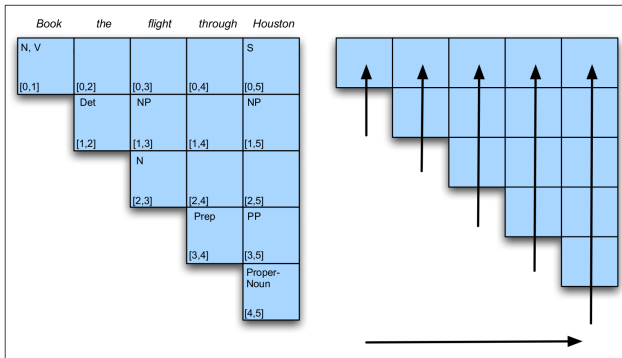 Book the flight through Houston
N, V S
[0,1] [0,2] [0,3] [0,4] [0,5]
Det NP NP
[1,2] [1,3] [1,4] [1,5]
N
[2,3] [2,4] [2,5]
Prep PP
[3,4] [3,5]
Proper-
Noun
[4,5]